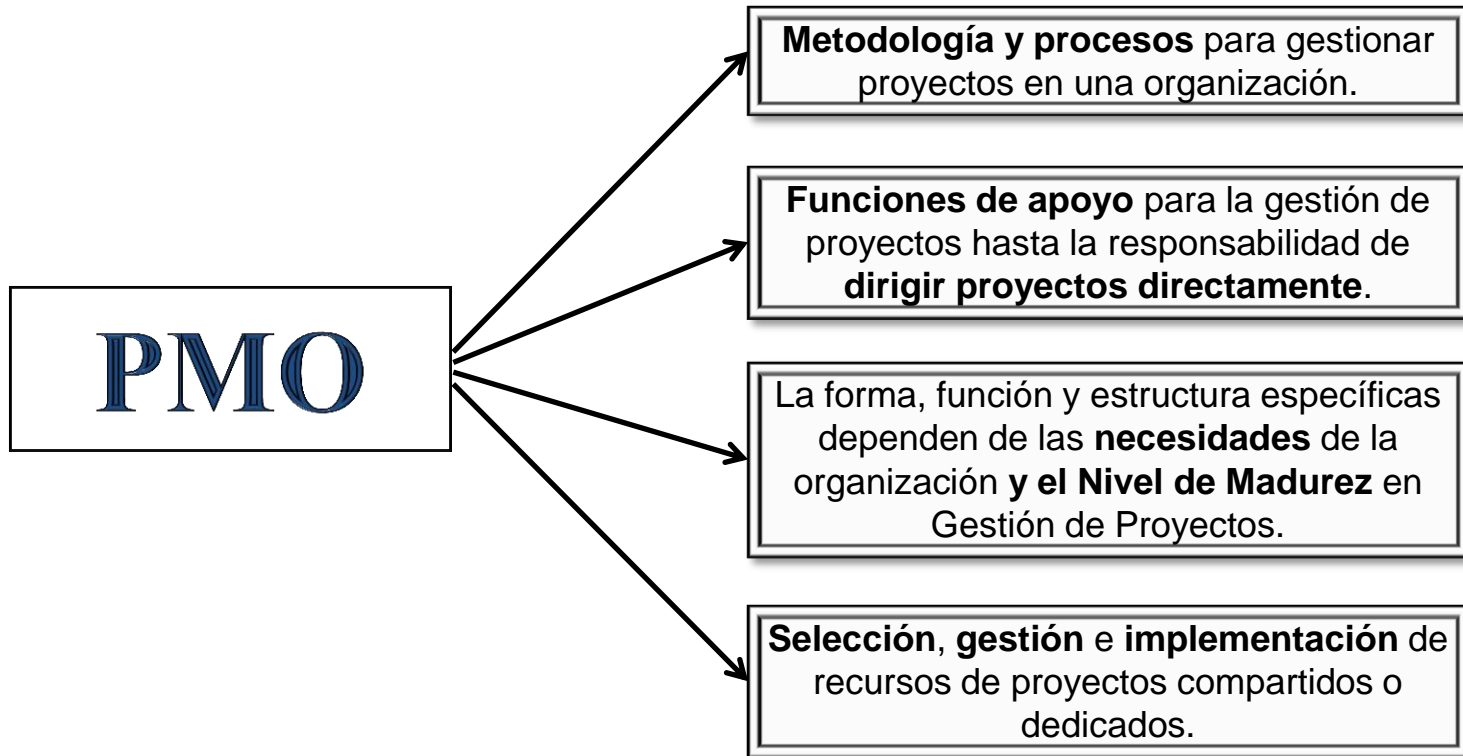 Metodología y procesos para gestionar
proyectos en una organización.
Funciones de apoyo para la gestión de
proyectos hasta la responsabilidad de
dirigir proyectos directamente.
PMO
La forma, función y estructura específicas
dependen de las necesidades de la
organización y el Nivel de Madurez en
Gestión de Proyectos.
Selección, gestión e implementación de
recursos de proyectos compartidos o
dedicados.